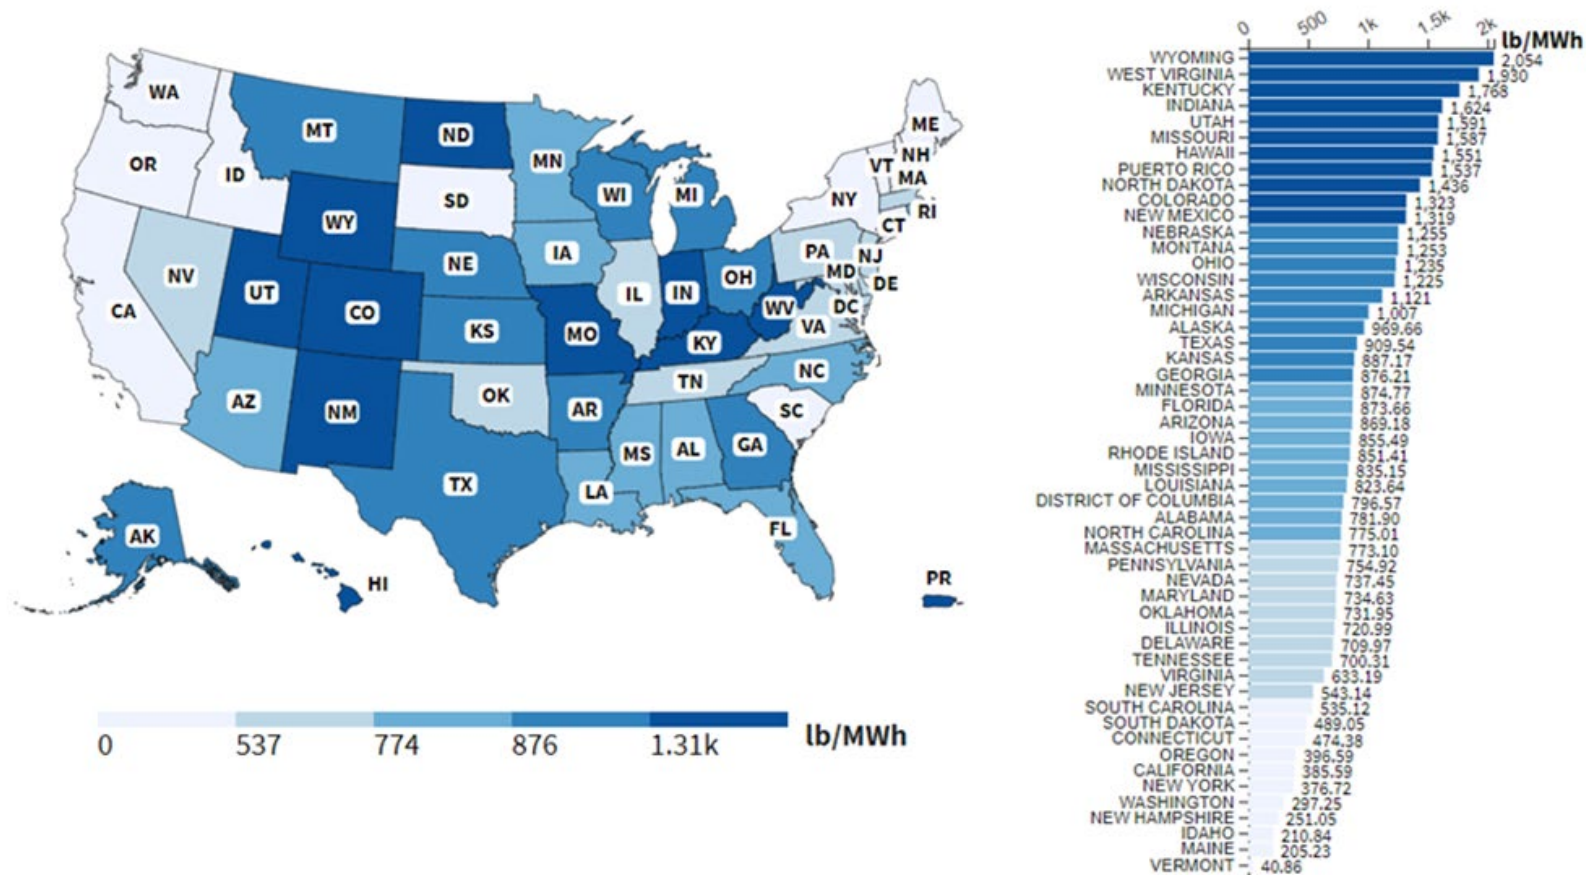 WA
MT
ND
MN
ME
OR
ID
SD
WI
MI
VT
NH
MA
WY
NY
RI
CT
NE
IA
PA
NJ
NV
UT
CO
IL
IN
OH
MD
DE
CA
KS
MO
WV
DC
VA
KY
AZ
NM
OK
AR
TN
NC
SC
MS
AL
GA
TX
LA
FL
AK
HI
PR
0
537
774
876
1.31k
lb/MWh
0 500 1k 1.5k 2k lb/MWh
WYOMING 2,054
WEST VIRGINIA 1,930
KENTUCKY 1,768
INDIANA 1,624
UTAH 1,591
MISSOURI 1,587
HAWAII 1,551
PUERTO RICO 1,537
NORTH DAKOTA 1,436
COLORADO 1,323
NEW MEXICO 1,319
NEBRASKA 1,255
MONTANA 1,253
OHIO 1,235
WISCONSIN 1,225
ARKANSAS 1,121
MICHIGAN 1,007
ALASKA 969.66
TEXAS 909.54
KANSAS 887.17
GEORGIA 876.21
MINNESOTA 874.77
FLORIDA 873.66
ARIZONA 869.18
IOWA 855.49
RHODE ISLAND 851.41
MISSISSIPPI 835.15
LOUISIANA 823.64
DISTRICT OF COLUMBIA 796.57
ALABAMA 781.90
NORTH CAROLINA 775.01
MASSACHUSETTS 773.10
PENNSYLVANIA 754.92
NEVADA 737.45
MARYLAND 734.63
OKLAHOMA 731.95
ILLINOIS 720.99
DELAWARE 709.97
TENNESSEE 700.31
VIRGINIA 633.19
NEW JERSEY 543.14
SOUTH CAROLINA 535.12
SOUTH DAKOTA 489.05
CONNECTICUT 474.38
OREGON 396.59
CALIFORNIA 385.59
NEW YORK 376.72
WASHINGTON 297.25
NEW HAMPSHIRE 251.05
IDAHO 210.84
MAINE 205.23
VERMONT 40.86